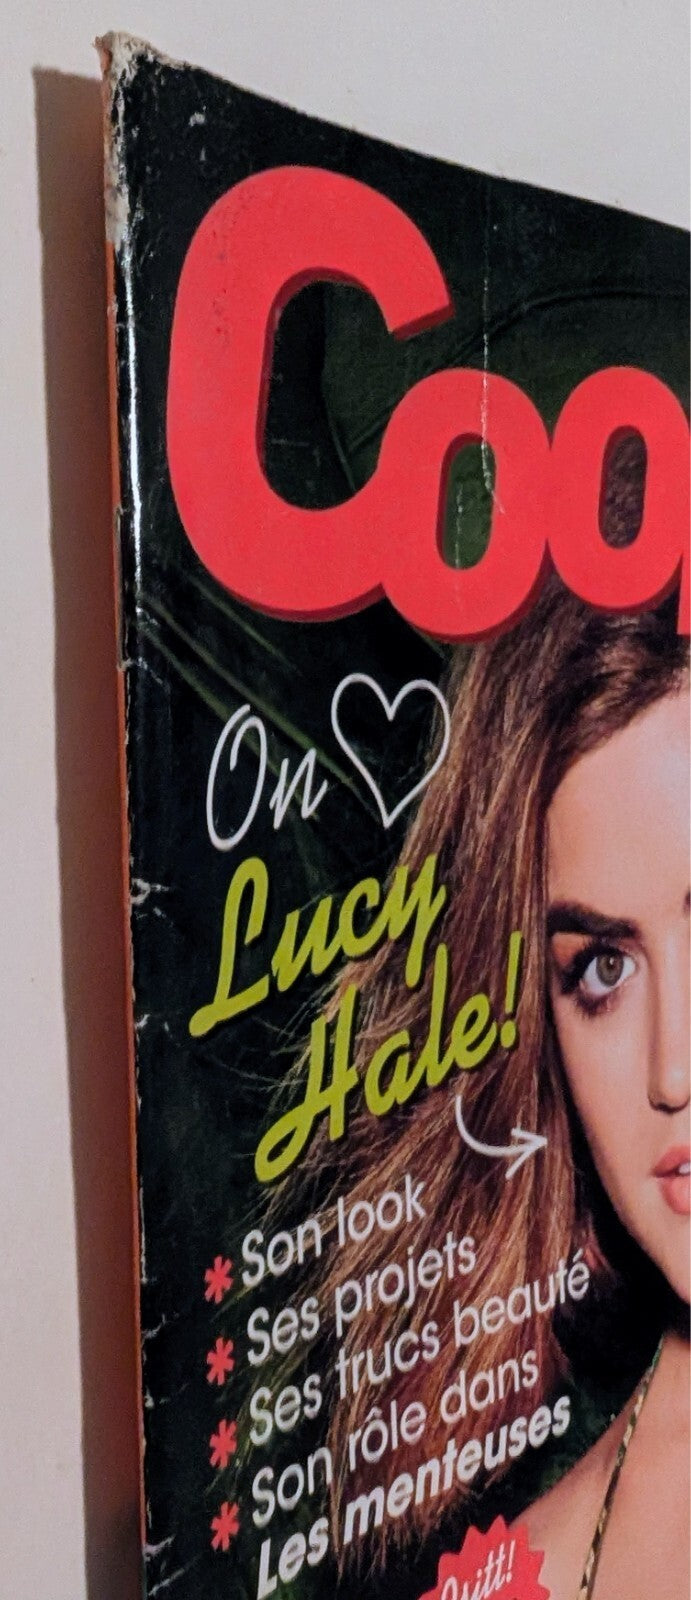 Coo
On ♡
Lucy
Hale!
* Son look
* Ses projets
* Ses trucs beauté
* Son rôle dans
Les menteuses